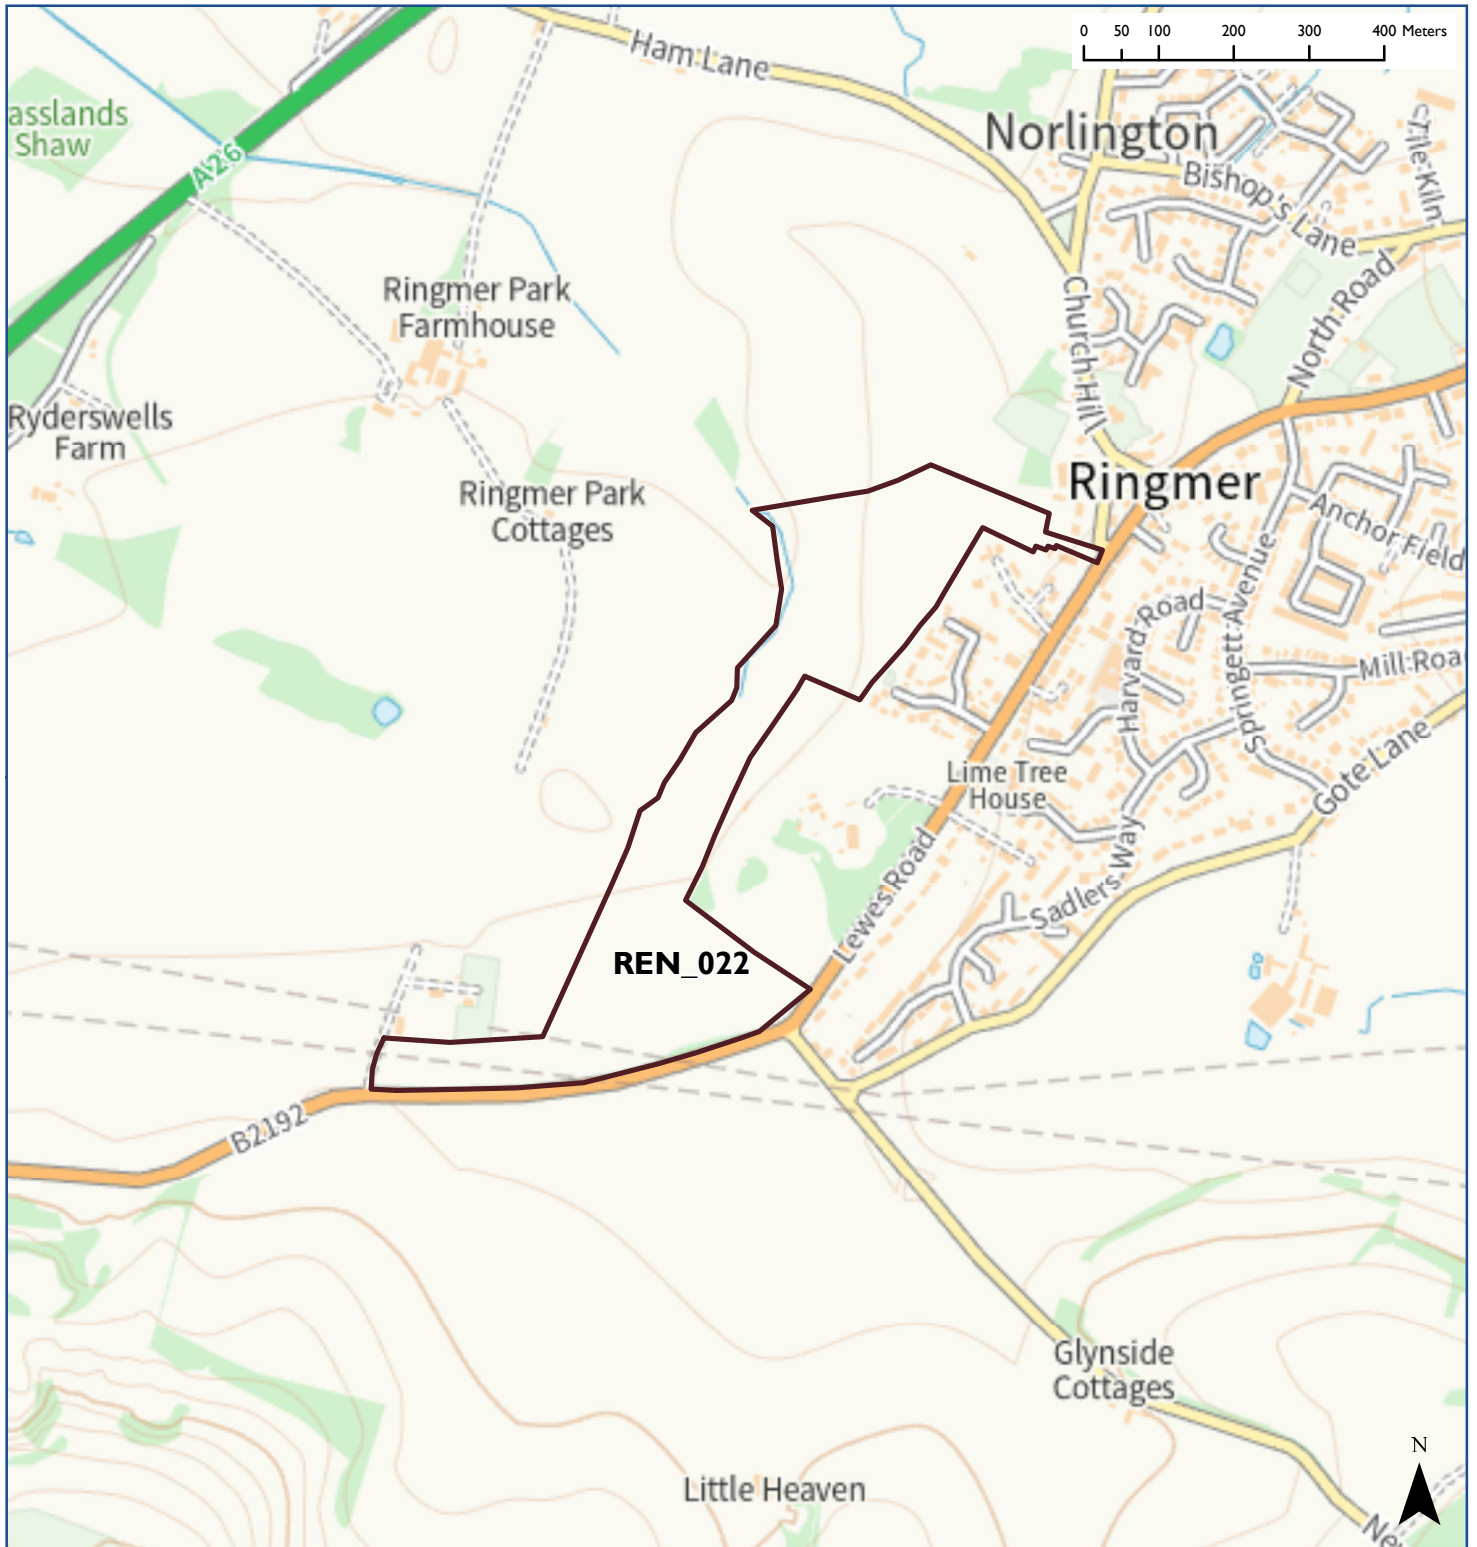 0 50 100 200 300 400 Meters
Ham Lane
asslands
Shaw
A26
Norlington
Bishop's Lane
Tile Kiln
North Road
Church Hill
Ringmer Park
Farmhouse
Ryderswells
Farm
Ringmer Park
Cottages
Ringmer
Anchor Field
Springett Avenue
Harvard Road
Mill Roa
Gote Lane
Lime Tree
House
Sadlers Way
Lewes Road
REN_022
B2192
Glynside
Cottages
Little Heaven
N
Ne